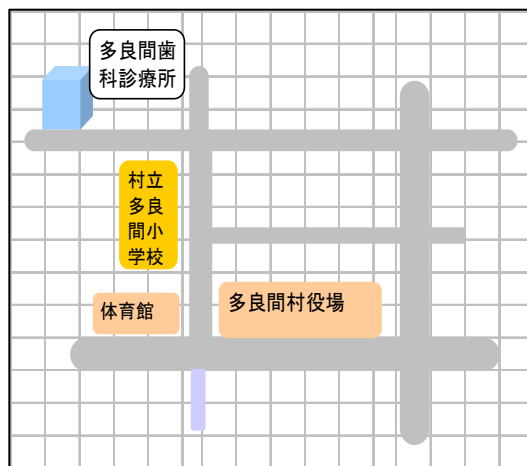 多良間歯
科診療所
村立
多良
間小
学校
体育館
多良間村役場